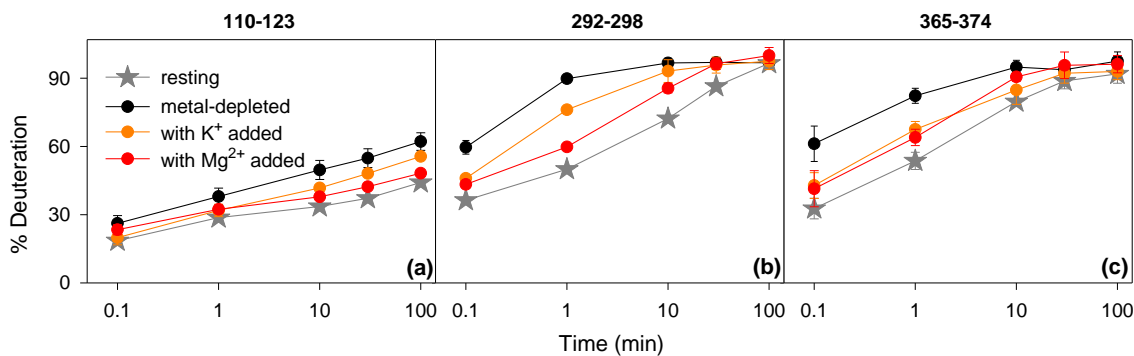 110-123
292-298
365-374
% Deuteration
90
60
30
0
resting
metal-depleted
with K⁺ added
with Mg²⁺ added
(a)
(b)
(c)
0.1 1 10 100
0.1 1 10 100
0.1 1 10 100
Time (min)